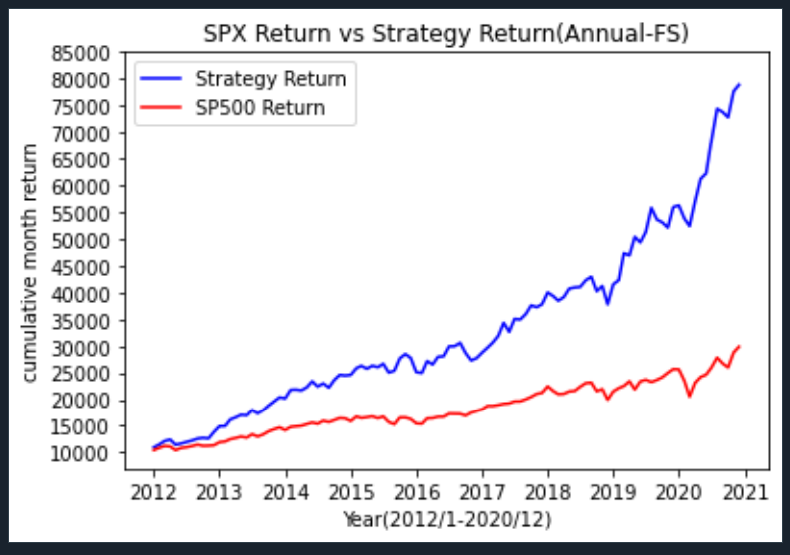 SPX Return vs Strategy Return(Annual-FS)
Strategy Return
SP500 Return
cumulative month return
85000
80000
75000
70000
65000
60000
55000
50000
45000
40000
35000
30000
25000
20000
15000
10000
2012 2013 2014 2015 2016 2017 2018 2019 2020 2021
Year(2012/1-2020/12)